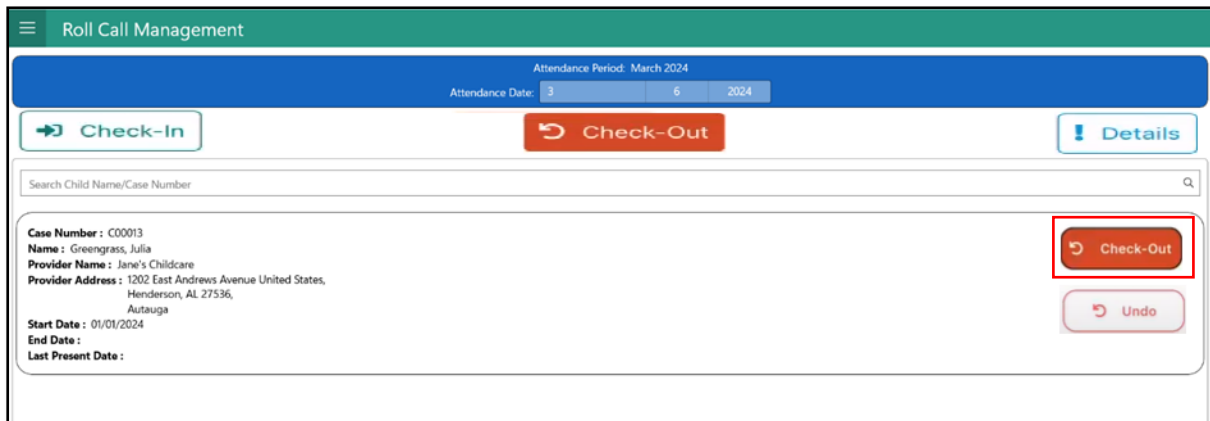 Roll Call Management
Attendance Period: March 2024
Attendance Date: 3 6 2024
Check-In
Check-Out
Details
Search Child Name/Case Number
Case Number : C00013
Name : Greengrass, Julia
Provider Name : Jane's Childcare
Provider Address : 1202 East Andrews Avenue United States,
Henderson, AL 27536,
Autauga
Start Date : 01/01/2024
End Date :
Last Present Date :
Check-Out
Undo